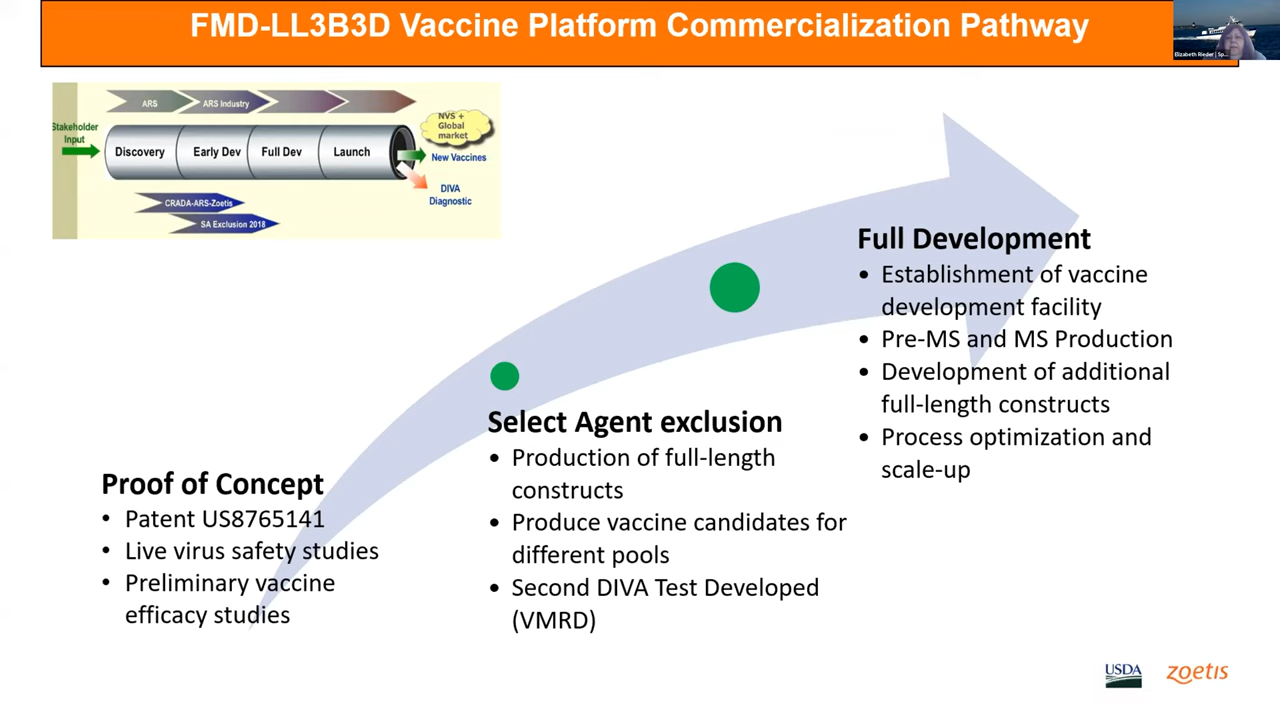 FMD-LL3B3D Vaccine Platform Commercialization Pathway
Elizabeth Rieder | Sp...
ARS
ARS Industry
Stakeholder
Input
Discovery
Early Dev
Full Dev
Launch
NVS +
Global
market
New Vaccines
DIVA
Diagnostic
CRADA-ARS-Zoetis
SA Exclusion 2018
Proof of Concept
• Patent US8765141
• Live virus safety studies
• Preliminary vaccine
efficacy studies
Select Agent exclusion
• Production of full-length
constructs
• Produce vaccine candidates for
different pools
• Second DIVA Test Developed
(VMRD)
Full Development
• Establishment of vaccine
development facility
• Pre-MS and MS Production
• Development of additional
full-length constructs
• Process optimization and
scale-up
USDA
zoetis